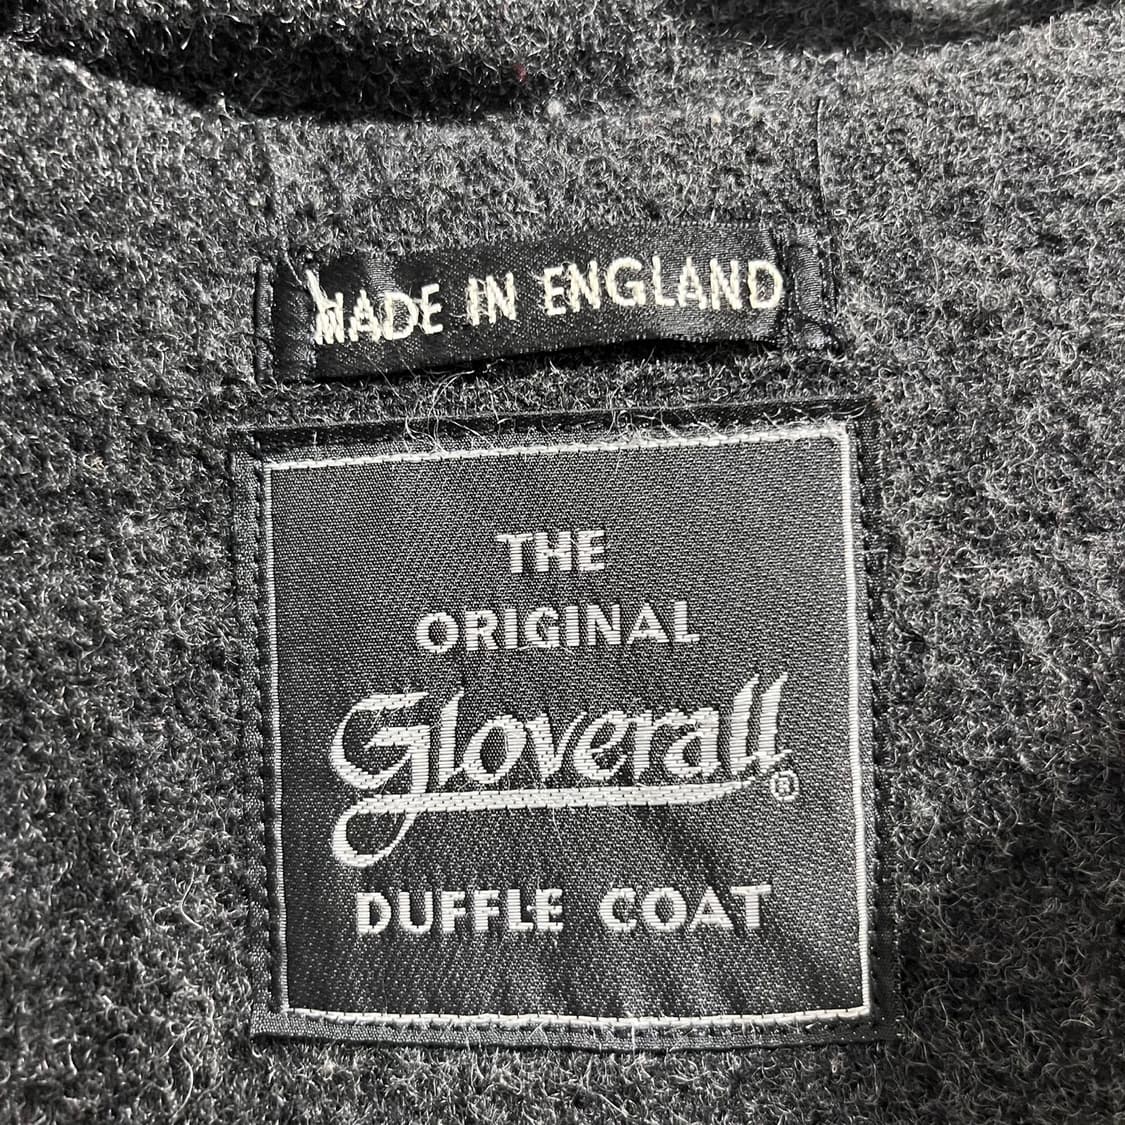 MADE IN ENGLAND
THE
ORIGINAL
Gloverall®
DUFFLE COAT